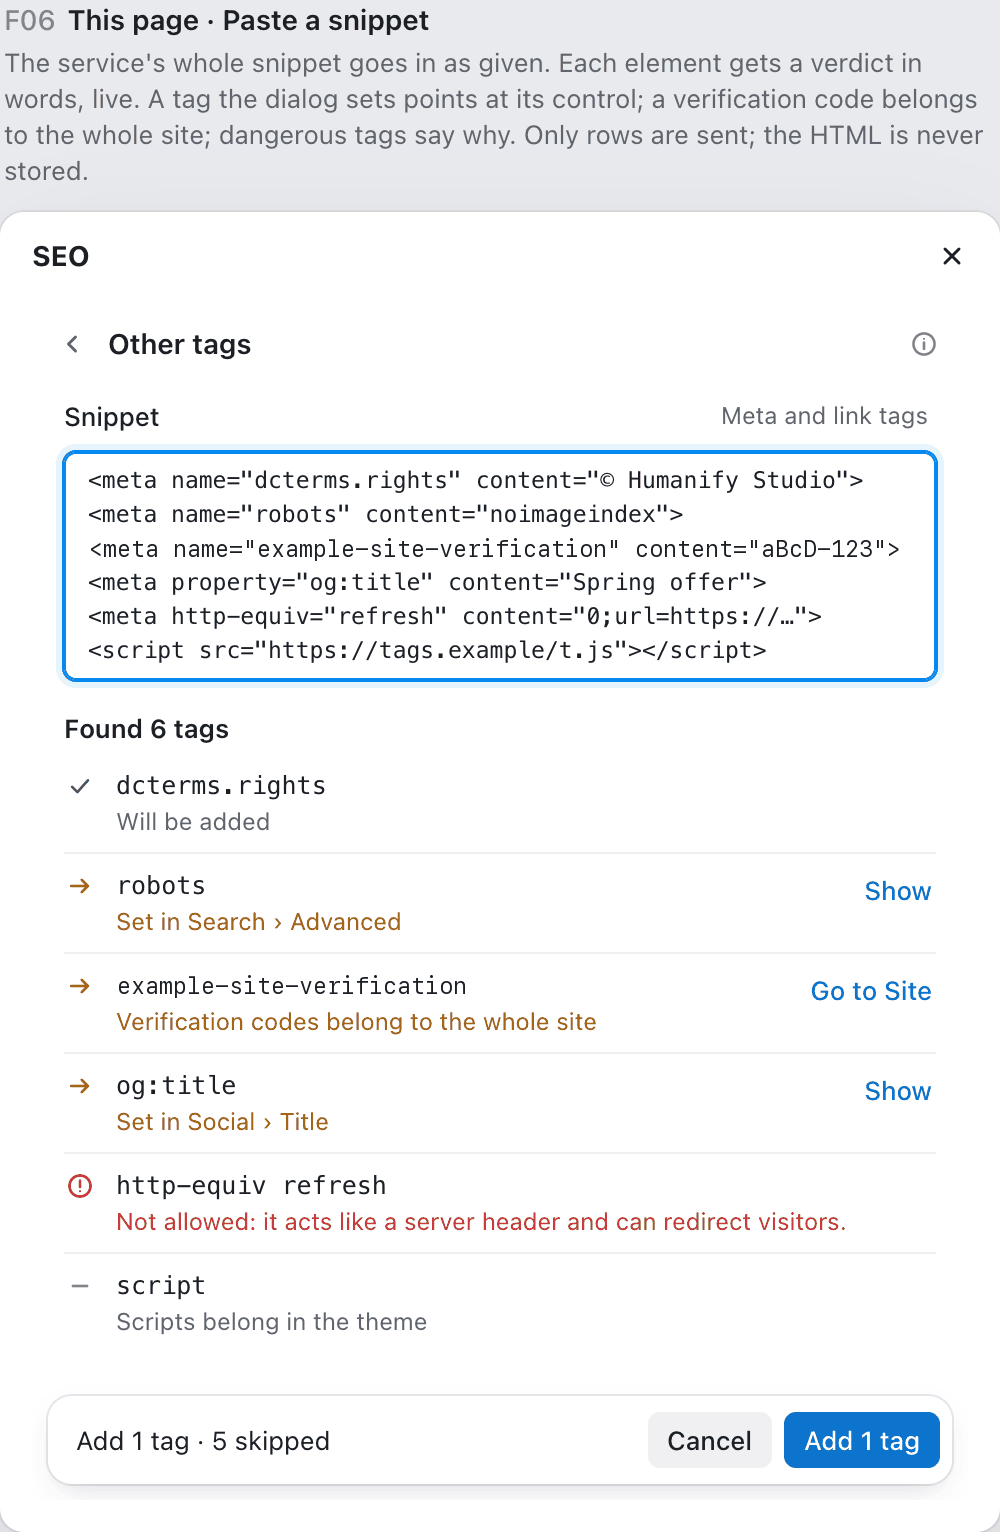 F06 This page · Paste a snippet
The service's whole snippet goes in as given. Each element gets a verdict in
words, live. A tag the dialog sets points at its control; a verification code belongs
to the whole site; dangerous tags say why. Only rows are sent; the HTML is never
stored.
SEO
Other tags
Snippet Meta and link tags
<meta name="dcterms.rights" content="© Humanify Studio">
<meta name="robots" content="noimageindex">
<meta name="example-site-verification" content="aBcD-123">
<meta property="og:title" content="Spring offer">
<meta http-equiv="refresh" content="0;url=https://…">
<script src="https://tags.example/t.js"></script>
Found 6 tags
dcterms.rights
Will be added
robots
Set in Search › Advanced
Show
example-site-verification
Verification codes belong to the whole site
Go to Site
og:title
Set in Social › Title
Show
http-equiv refresh
Not allowed: it acts like a server header and can redirect visitors.
script
Scripts belong in the theme
Add 1 tag · 5 skipped Cancel Add 1 tag